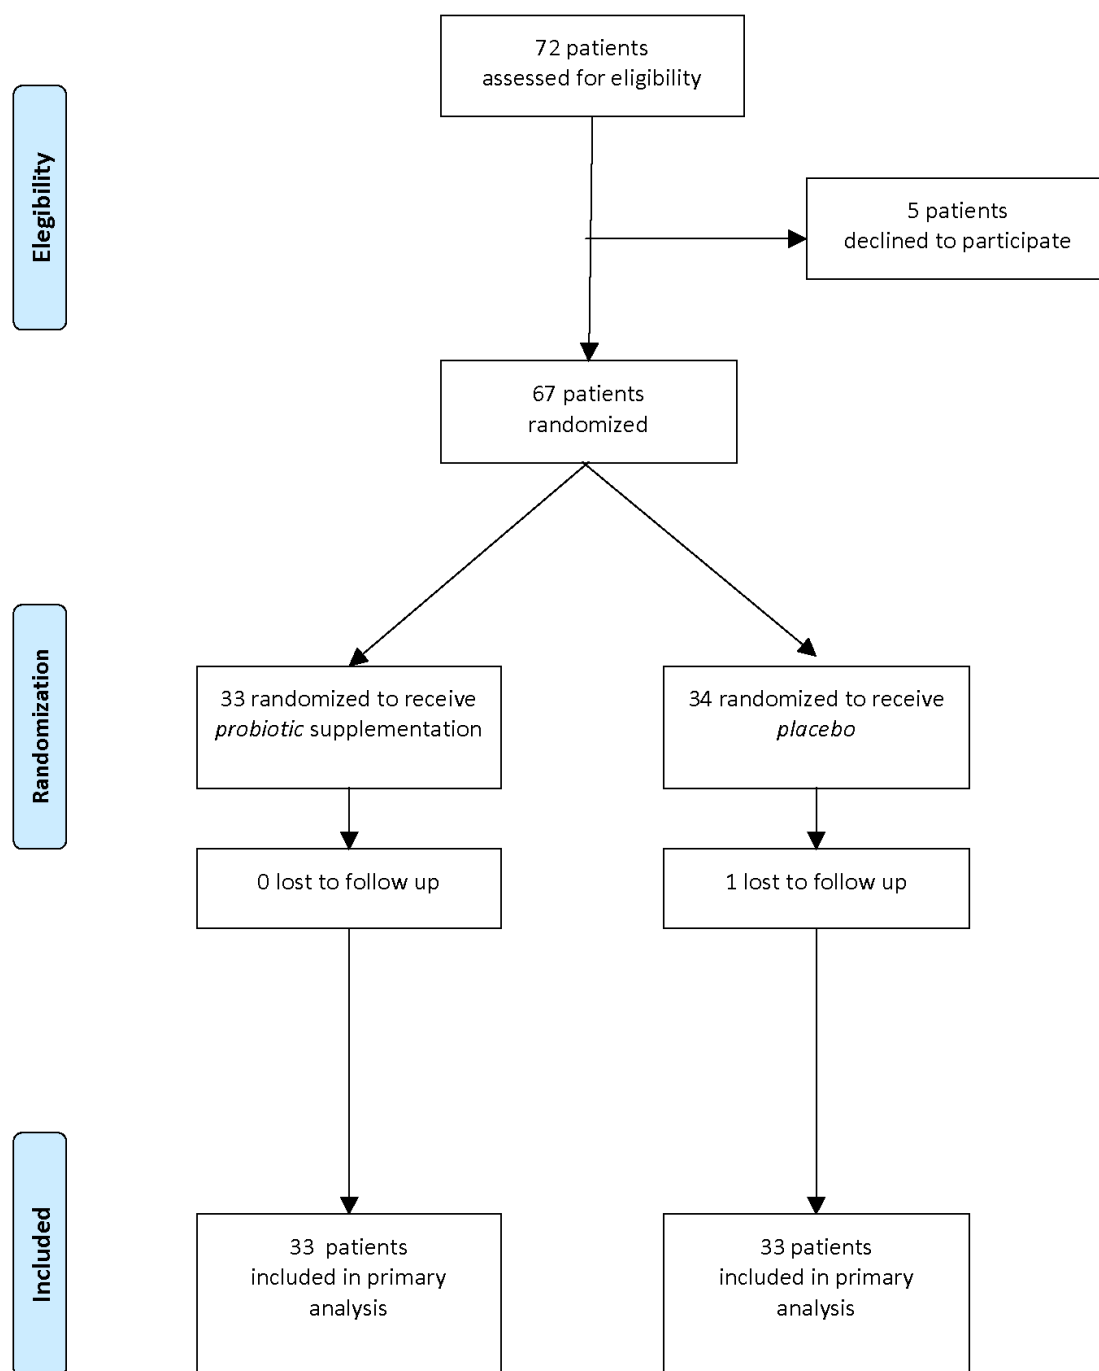 72 patients
assessed for eligibility
Elegibility
5 patients
declined to participate
67 patients
randomized
Randomization
33 randomized to receive
probiotic supplementation
34 randomized to receive
placebo
0 lost to follow up
1 lost to follow up
Included
33 patients
included in primary
analysis
33 patients
included in primary
analysis